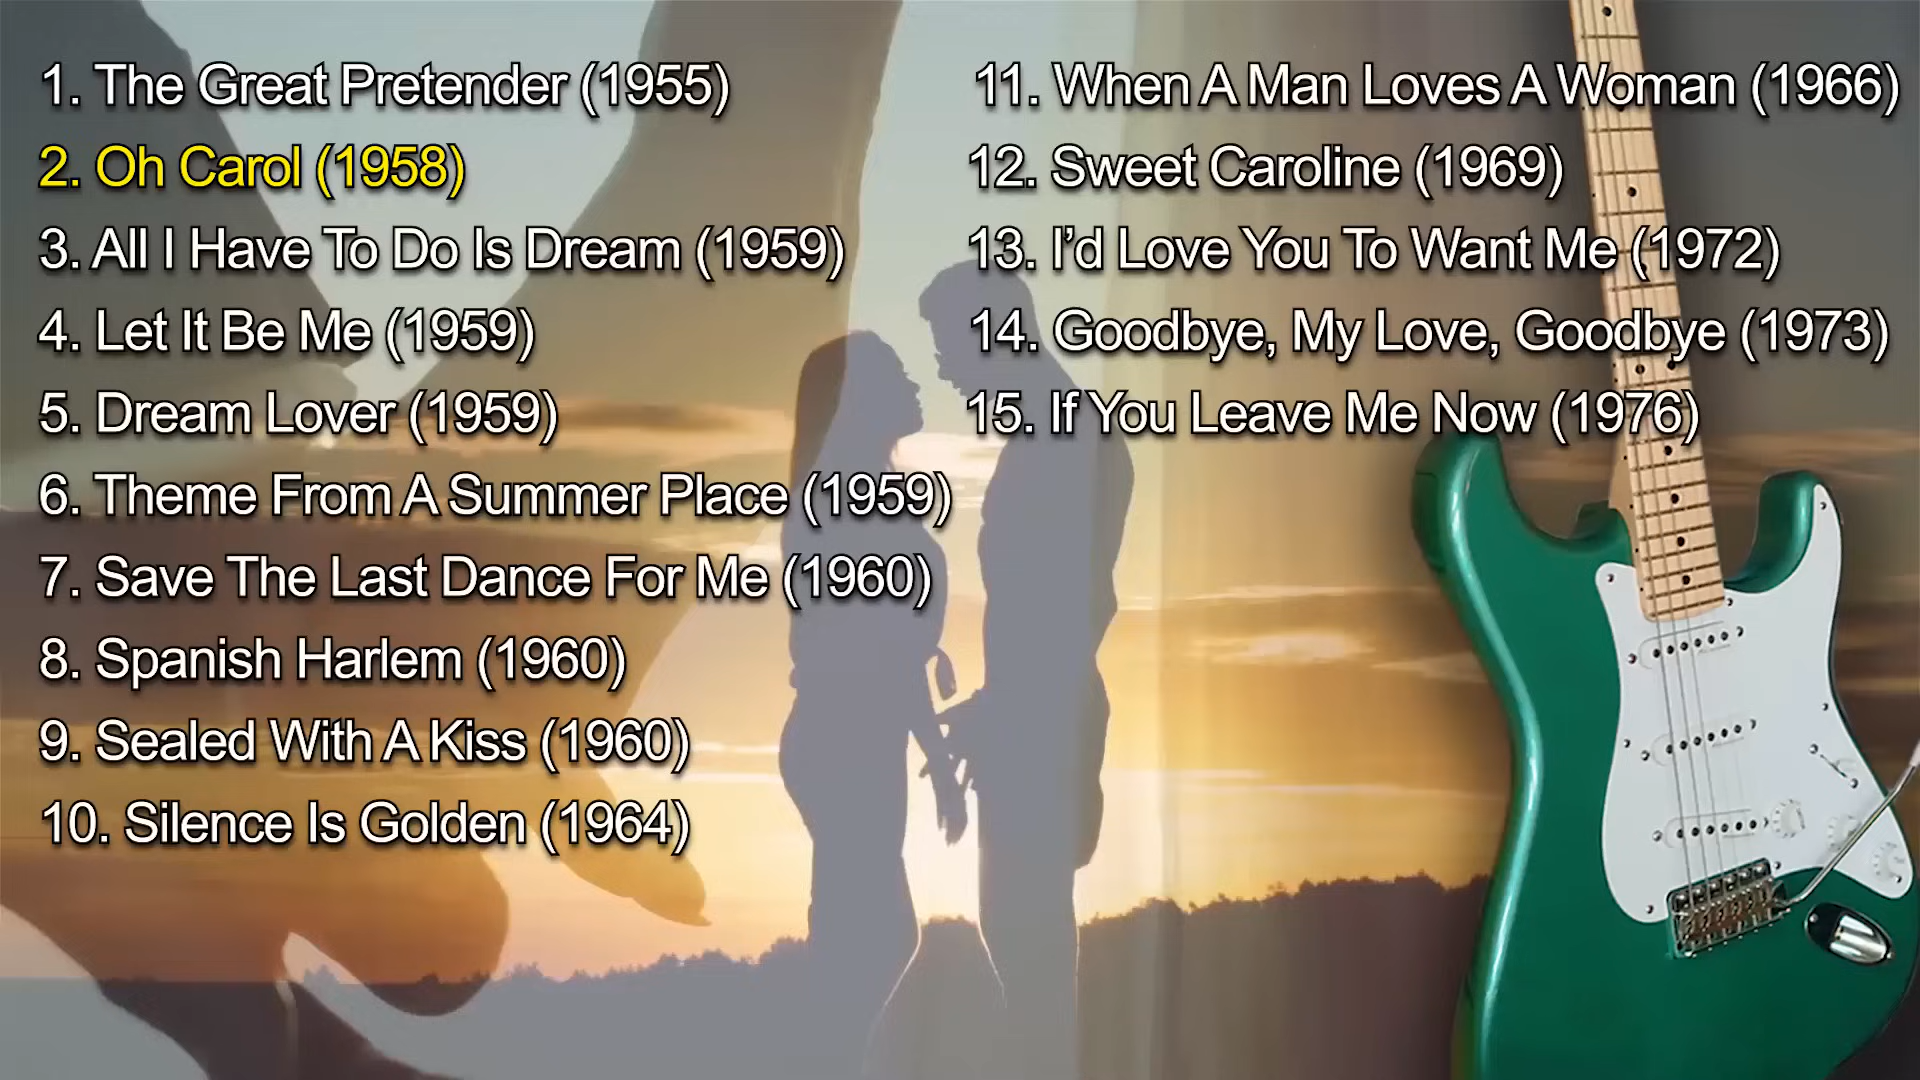 1. The Great Pretender (1955)
2. Oh Carol (1958)
3. All I Have To Do Is Dream (1959)
4. Let It Be Me (1959)
5. Dream Lover (1959)
6. Theme From A Summer Place (1959)
7. Save The Last Dance For Me (1960)
8. Spanish Harlem (1960)
9. Sealed With A Kiss (1960)
10. Silence Is Golden (1964)
11. When A Man Loves A Woman (1966)
12. Sweet Caroline (1969)
13. I’d Love You To Want Me (1972)
14. Goodbye, My Love, Goodbye (1973)
15. If You Leave Me Now (1976)